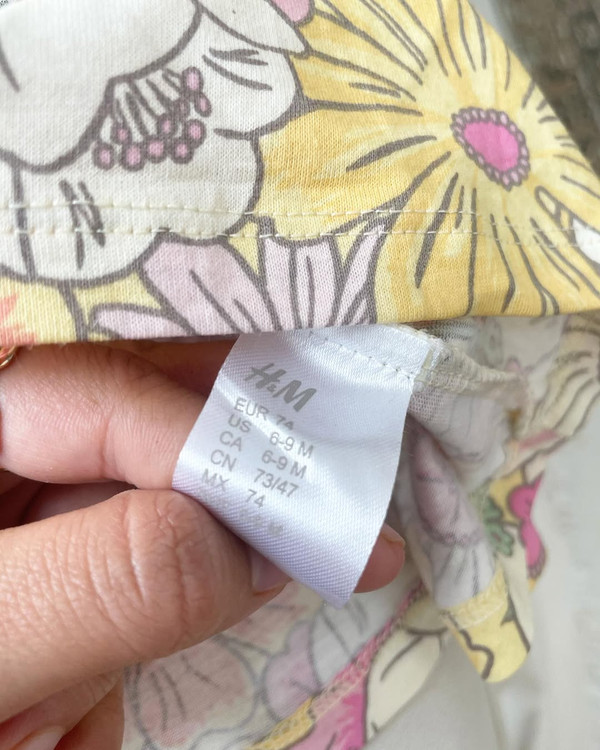 H&M
EUR 74
US 6-9 M
CA 6-9 M
CN 73/47
MX 74